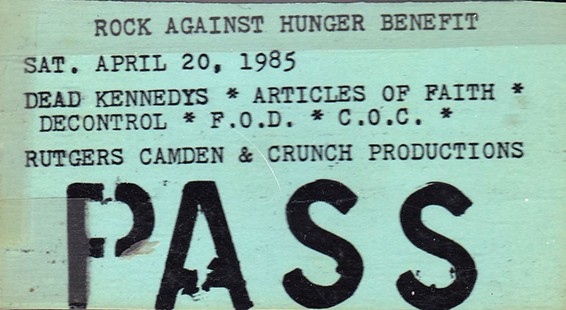 ROCK AGAINST HUNGER BENEFIT
SAT. APRIL 20, 1985
DEAD KENNEDYS * ARTICLES OF FAITH *
DECONTROL * F.O.D. * C.O.C. *
RUTGERS CAMDEN & CRUNCH PRODUCTIONS
PASS